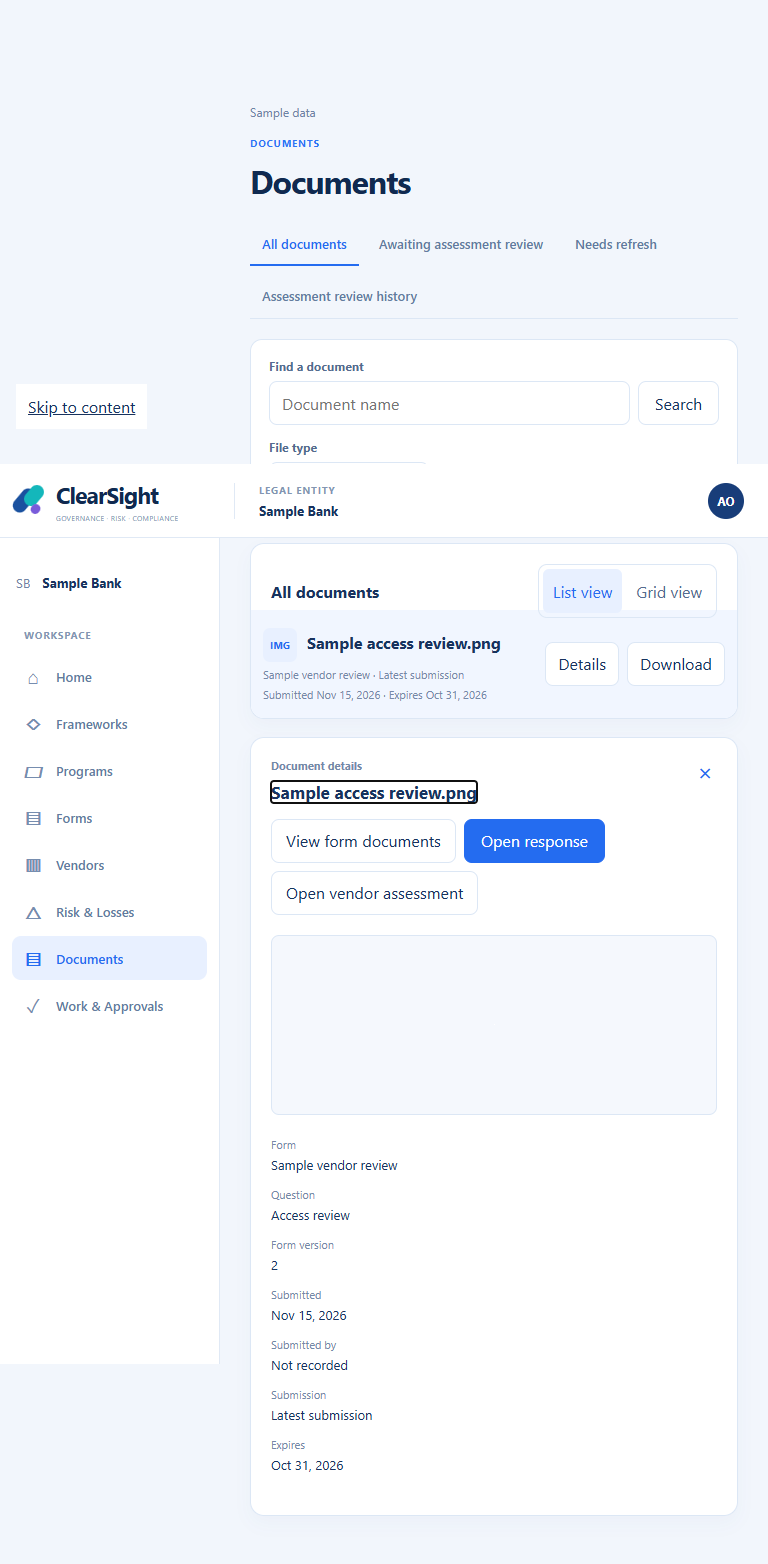 Sample data
DOCUMENTS
Documents
All documents
Awaiting assessment review
Needs refresh
Assessment review history
Find a document
Document name
Search
File type
Skip to content
ClearSight
GOVERNANCE · RISK · COMPLIANCE
LEGAL ENTITY
Sample Bank
AO
SB Sample Bank
WORKSPACE
Home
Frameworks
Programs
Forms
Vendors
Risk & Losses
Documents
Work & Approvals
All documents
List view
Grid view
IMG
Sample access review.png
Sample vendor review · Latest submission
Submitted Nov 15, 2026 · Expires Oct 31, 2026
Details
Download
Document details
Sample access review.png
View form documents
Open response
Open vendor assessment
Form
Sample vendor review
Question
Access review
Form version
2
Submitted
Nov 15, 2026
Submitted by
Not recorded
Submission
Latest submission
Expires
Oct 31, 2026